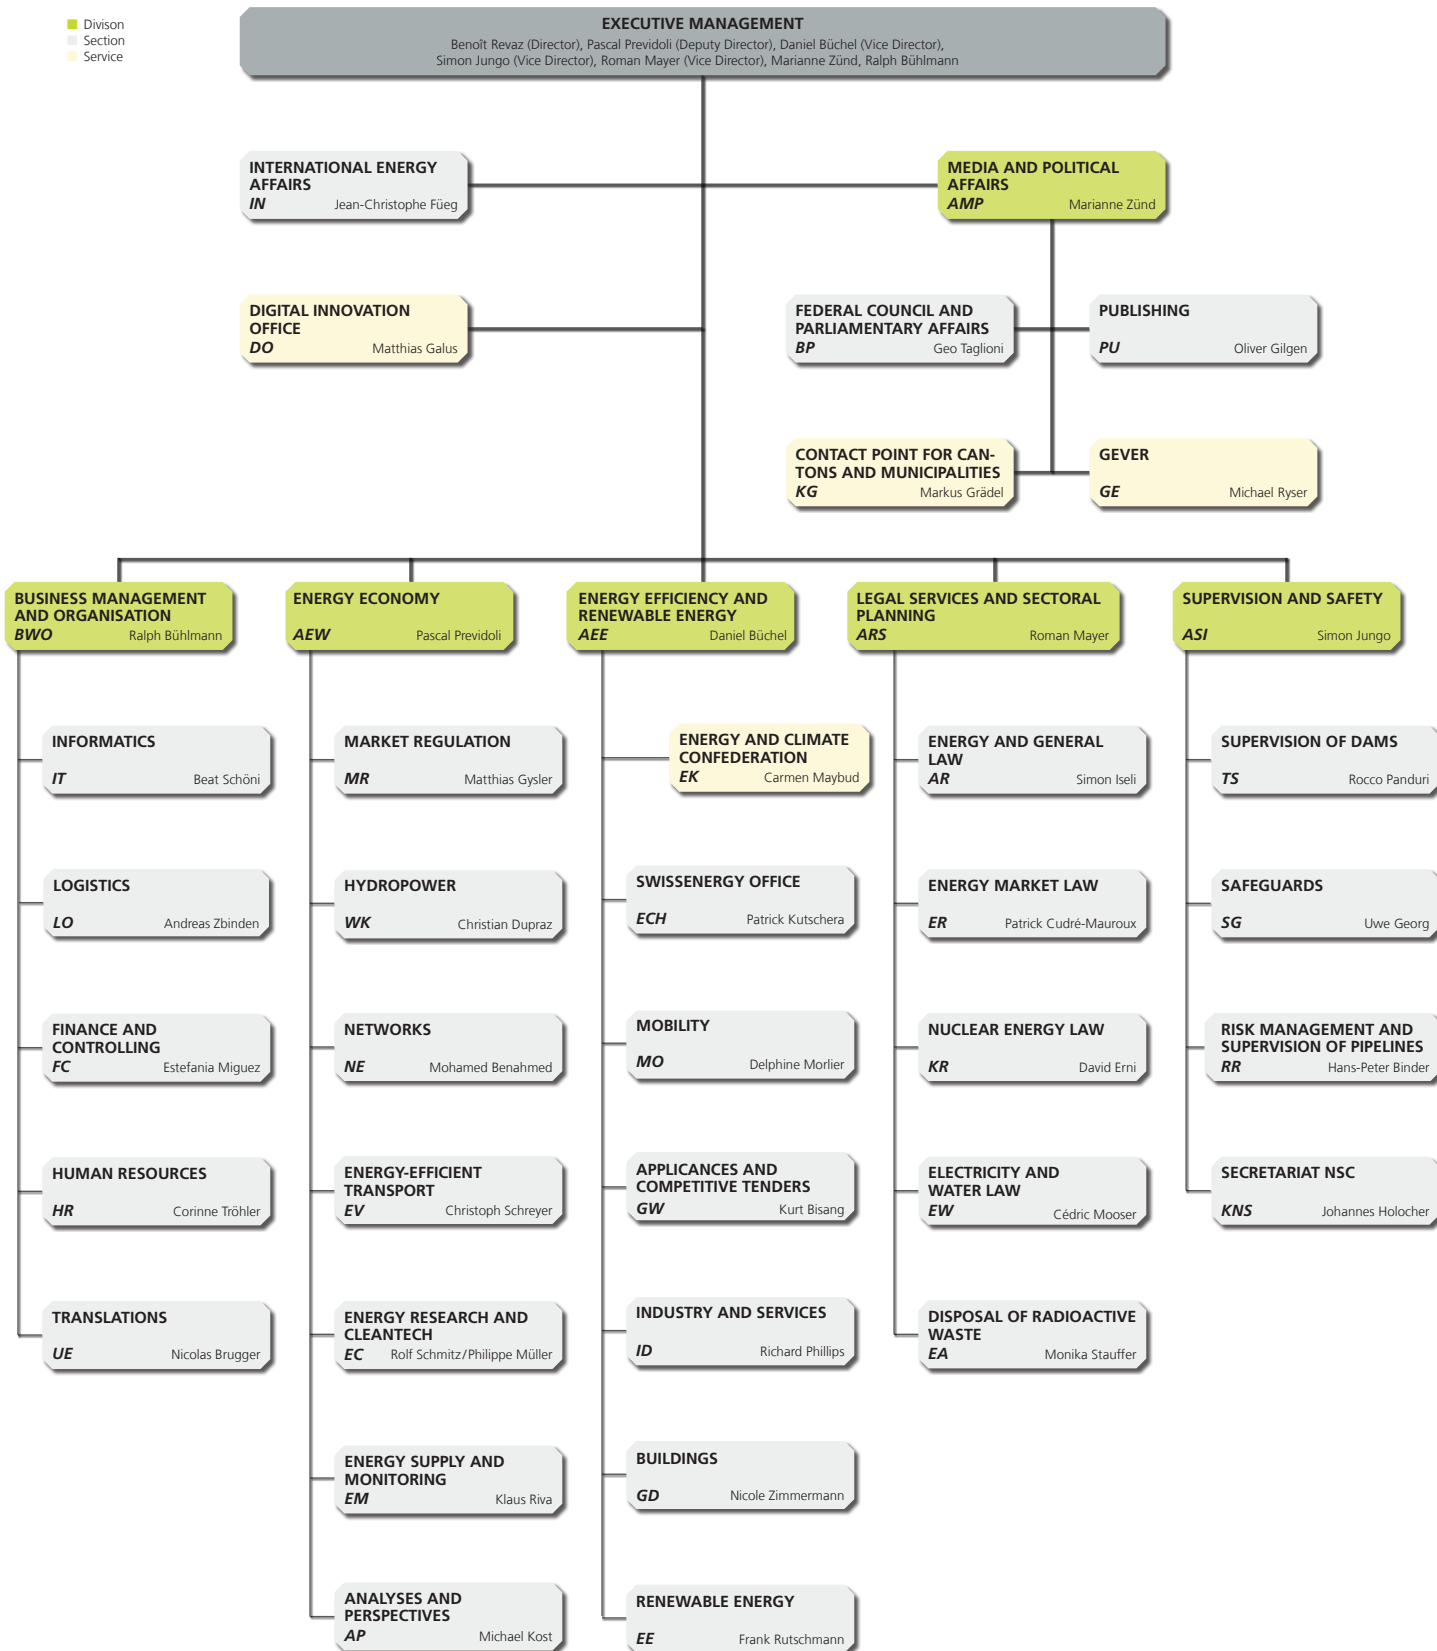 Divison
Section
Service
EXECUTIVE MANAGEMENT
Benoît Revaz (Director), Pascal Previdoli (Deputy Director), Daniel Büchel (Vice Director),
Simon Jungo (Vice Director), Roman Mayer (Vice Director), Marianne Zünd, Ralph Bühlmann
INTERNATIONAL ENERGY
AFFAIRS
IN Jean-Christophe Füeg
MEDIA AND POLITICAL
AFFAIRS
AMP Marianne Zünd
DIGITAL INNOVATION
OFFICE
DO Matthias Galus
FEDERAL COUNCIL AND
PARLIAMENTARY AFFAIRS
BP Geo Taglioni
PUBLISHING
PU Oliver Gilgen
CONTACT POINT FOR CAN-
TONS AND MUNICIPALITIES
KG Markus Grädel
GEVER
GE Michael Ryser
BUSINESS MANAGEMENT
AND ORGANISATION
BWO Ralph Bühlmann
INFORMATICS
IT Beat Schöni
LOGISTICS
LO Andreas Zbinden
FINANCE AND
CONTROLLING
FC Estefania Miguez
HUMAN RESOURCES
HR Corinne Tröhler
TRANSLATIONS
UE Nicolas Brugger
ENERGY ECONOMY
AEW Pascal Previdoli
MARKET REGULATION
MR Matthias Gysler
HYDROPOWER
WK Christian Dupraz
NETWORKS
NE Mohamed Benahmed
ENERGY-EFFICIENT
TRANSPORT
EV Christoph Schreyer
ENERGY RESEARCH AND
CLEANTECH
EC Rolf Schmitz/Philippe Müller
ENERGY SUPPLY AND
MONITORING
EM Klaus Riva
ANALYSES AND
PERSPECTIVES
AP Michael Kost
ENERGY EFFICIENCY AND
RENEWABLE ENERGY
AEE Daniel Büchel
ENERGY AND CLIMATE
CONFEDERATION
EK Carmen Maybud
SWISSENERGY OFFICE
ECH Patrick Kutschera
MOBILITY
MO Delphine Morlier
APPLICANCES AND
COMPETITIVE TENDERS
GW Kurt Bisang
INDUSTRY AND SERVICES
ID Richard Phillips
BUILDINGS
GD Nicole Zimmermann
RENEWABLE ENERGY
EE Frank Rutschmann
LEGAL SERVICES AND SECTORAL
PLANNING
ARS Roman Mayer
ENERGY AND GENERAL
LAW
AR Simon Iseli
ENERGY MARKET LAW
ER Patrick Cudré-Mauroux
NUCLEAR ENERGY LAW
KR David Erni
ELECTRICITY AND
WATER LAW
EW Cédric Mooser
DISPOSAL OF RADIOACTIVE
WASTE
EA Monika Stauffer
SUPERVISION AND SAFETY
ASI Simon Jungo
SUPERVISION OF DAMS
TS Rocco Panduri
SAFEGUARDS
SG Uwe Georg
RISK MANAGEMENT AND
SUPERVISION OF PIPELINES
RR Hans-Peter Binder
SECRETARIAT NSC
KNS Johannes Holocher